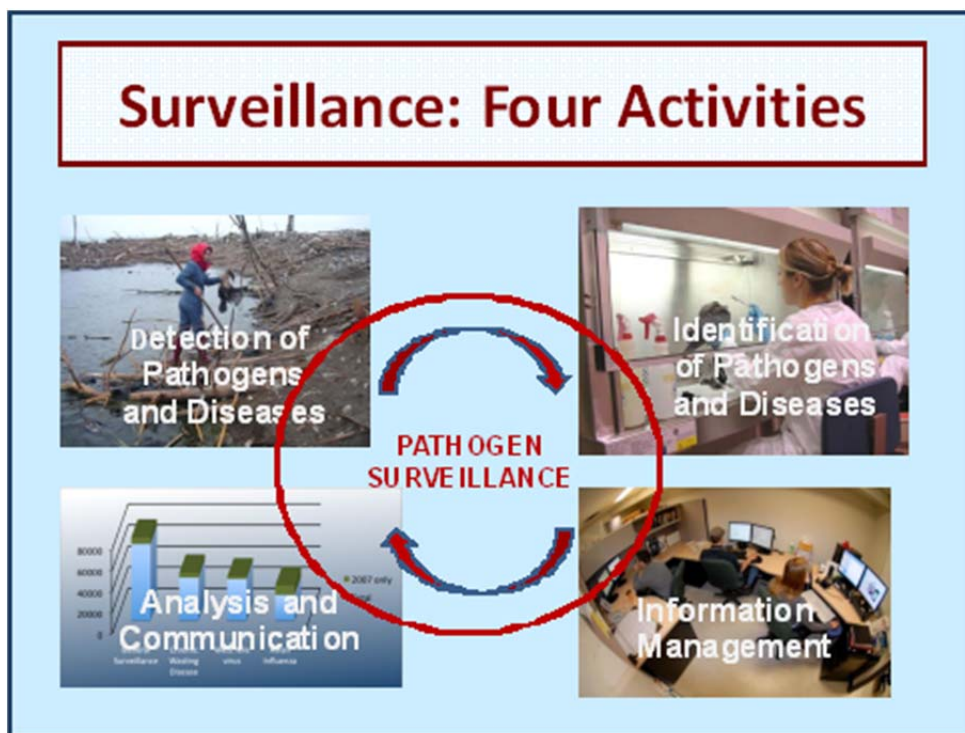 Surveillance: Four Activities
Detection of
Pathogens
and Diseases
Identification
of Pathogens
and Diseases
PATHOGEN
SURVEILLANCE
80000
60000
40000
20000
0
2007 only
Analysis and
Communication
Surveillance
Wasting
Disease
virus
Influenza
Information
Management